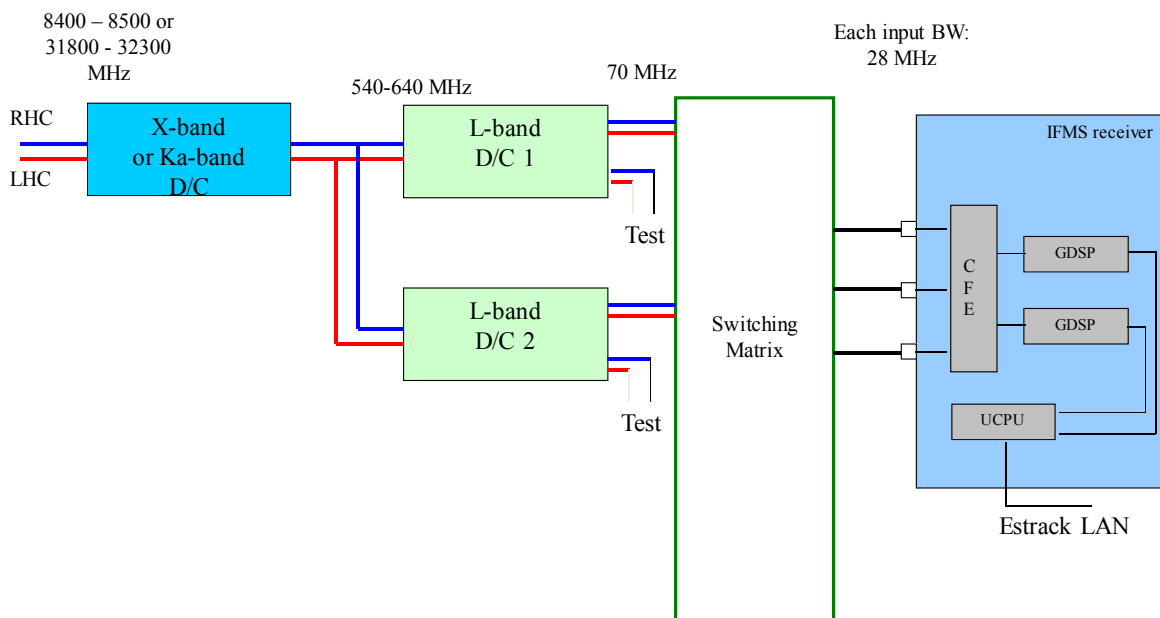 8400 – 8500 or
31800 - 32300
MHz
RHC
LHC
X-band
or Ka-band
D/C
540-640 MHz
L-band
D/C 1
Test
L-band
D/C 2
Test
70 MHz
Switching
Matrix
Each input BW:
28 MHz
IFMS receiver
C
F
E
GDSP
GDSP
UCPU
Estrack LAN